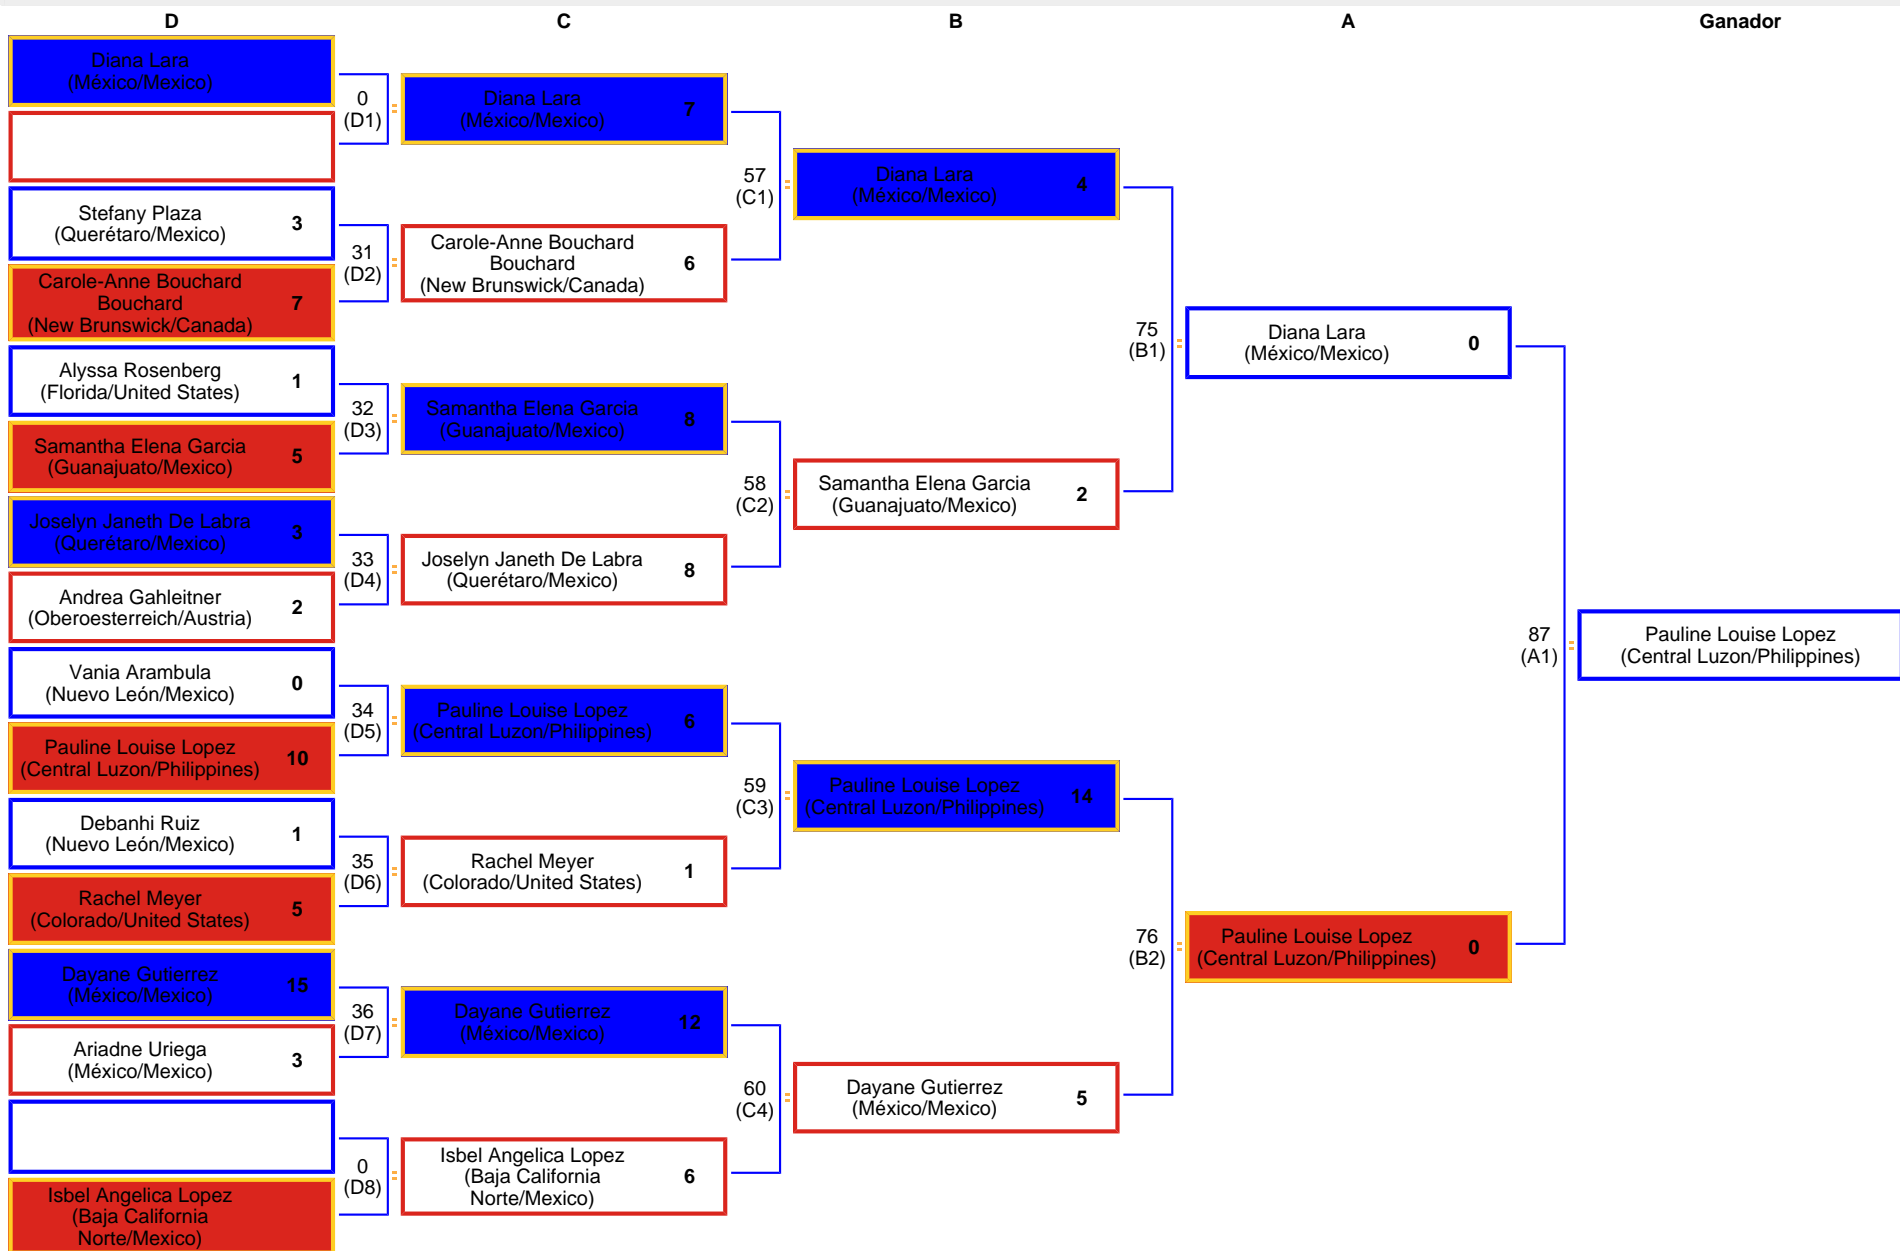 D
C
B
A
Ganador
Diana Lara
(México/Mexico)
Stefany Plaza
(Querétaro/Mexico)
3
Carole-Anne Bouchard
Bouchard
(New Brunswick/Canada)
7
Alyssa Rosenberg
(Florida/United States)
1
Samantha Elena Garcia
(Guanajuato/Mexico)
5
Joselyn Janeth De Labra
(Querétaro/Mexico)
3
Andrea Gahleitner
(Oberoesterreich/Austria)
2
Vania Arambula
(Nuevo León/Mexico)
0
Pauline Louise Lopez
(Central Luzon/Philippines)
10
Debanhi Ruiz
(Nuevo León/Mexico)
1
Rachel Meyer
(Colorado/United States)
5
Dayane Gutierrez
(México/Mexico)
15
Ariadne Uriega
(México/Mexico)
3
Isbel Angelica Lopez
(Baja California
Norte/Mexico)
0
(D1)
31
(D2)
32
(D3)
33
(D4)
34
(D5)
35
(D6)
36
(D7)
0
(D8)
Diana Lara
(México/Mexico)
7
Carole-Anne Bouchard
Bouchard
(New Brunswick/Canada)
6
Samantha Elena Garcia
(Guanajuato/Mexico)
8
Joselyn Janeth De Labra
(Querétaro/Mexico)
8
Pauline Louise Lopez
(Central Luzon/Philippines)
6
Rachel Meyer
(Colorado/United States)
1
Dayane Gutierrez
(México/Mexico)
12
Isbel Angelica Lopez
(Baja California
Norte/Mexico)
6
57
(C1)
58
(C2)
59
(C3)
60
(C4)
Diana Lara
(México/Mexico)
4
Samantha Elena Garcia
(Guanajuato/Mexico)
2
Pauline Louise Lopez
(Central Luzon/Philippines)
14
Dayane Gutierrez
(México/Mexico)
5
75
(B1)
76
(B2)
Diana Lara
(México/Mexico)
0
Pauline Louise Lopez
(Central Luzon/Philippines)
0
87
(A1)
Pauline Louise Lopez
(Central Luzon/Philippines)